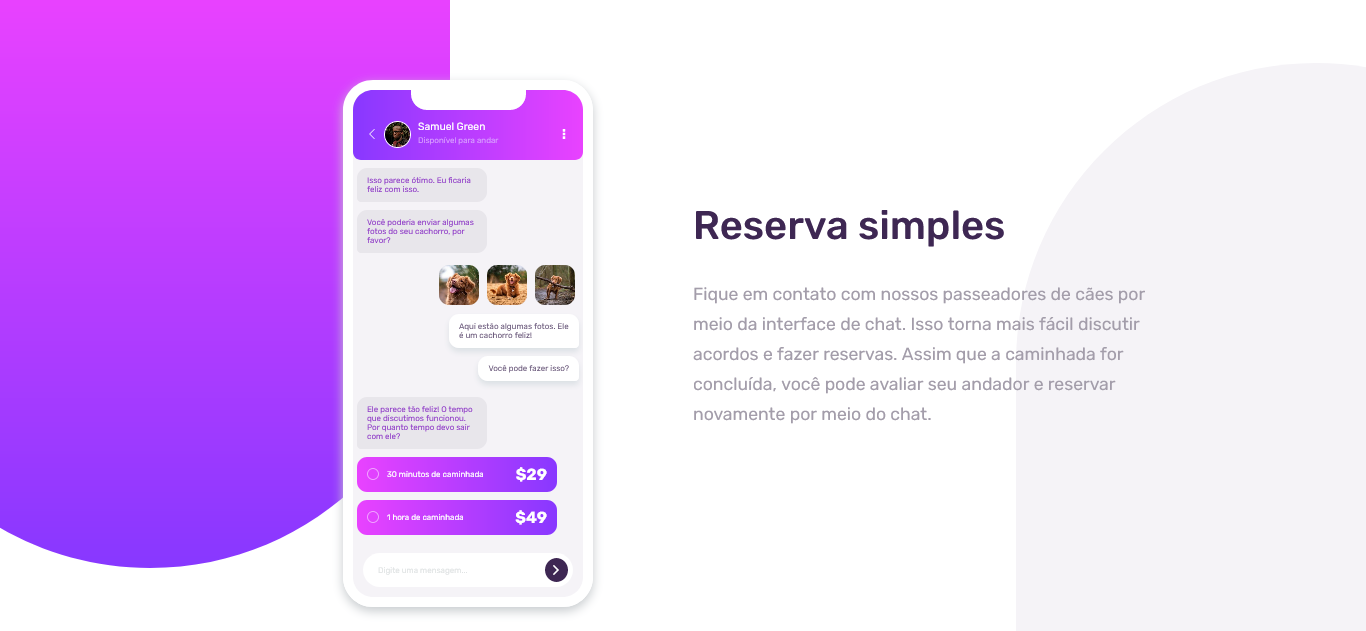 Samuel Green
Disponível para andar
Isso parece ótimo. Eu ficaria
feliz com isso.
Você poderia enviar algumas
fotos do seu cachorro, por
favor?
Aqui estão algumas fotos. Ele
é um cachorro feliz!
Você pode fazer isso?
Ele parece tão feliz! O tempo
que discutimos funcionou.
Por quanto tempo devo sair
com ele?
30 minutos de caminhada $29
1 hora de caminhada $49
Digite uma mensagem...
Reserva simples
Fique em contato com nossos passeadores de cães por
meio da interface de chat. Isso torna mais fácil discutir
acordos e fazer reservas. Assim que a caminhada for
concluída, você pode avaliar seu andador e reservar
novamente por meio do chat.